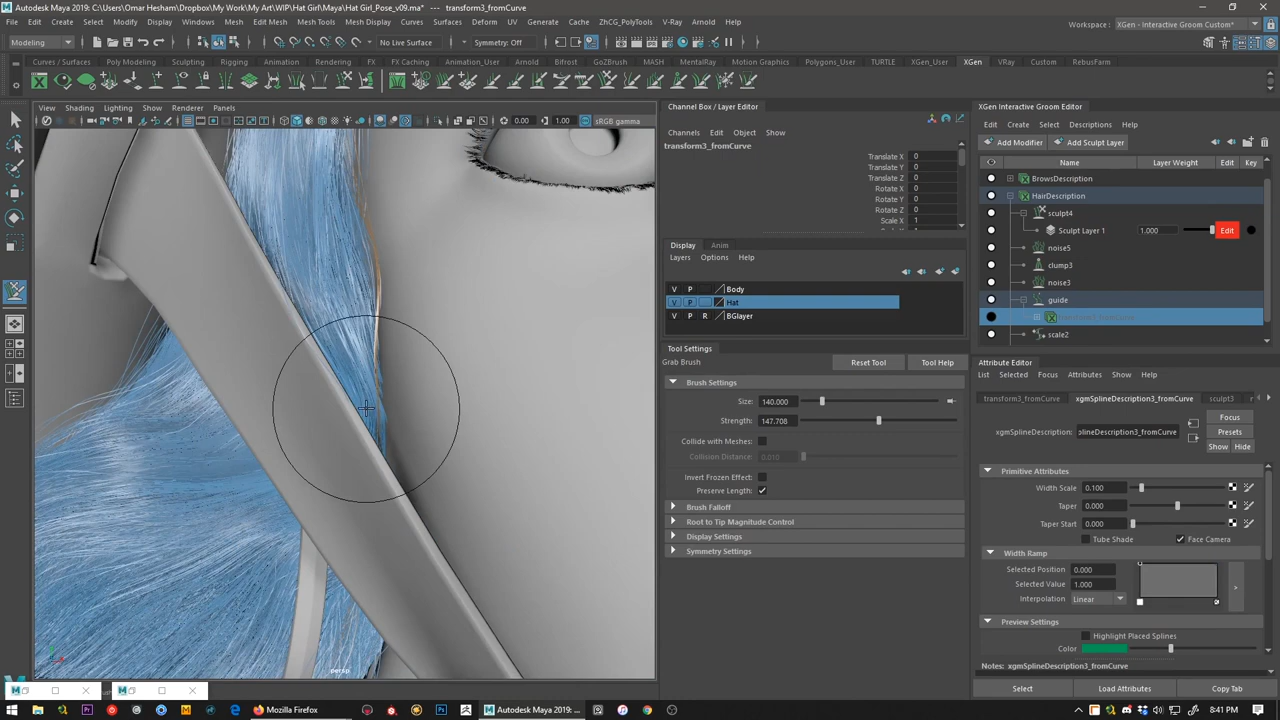 Autodesk Maya 2019: C:\Users\Omar Hesham\Dropbox\My Work\My Art\WIP\Hat Girl\Maya\Hat Girl_Pose_v09.ma* --- transform3_fromCurve
File Edit Create Select Modify Display Windows Mesh Edit Mesh Mesh Tools Mesh Display Curves Surfaces Deform UV Generate Cache ZhCG_PolyTools V-Ray Arnold Help
Workspace : XGen - Interactive Groom Custom*
Modeling No Live Surface Symmetry: Off
Curves / Surfaces Poly Modeling Sculpting Rigging Animation Rendering FX FX Caching Animation_User Arnold Bifrost GoZBrush MASH MentalRay Motion Graphics Polygons_User TURTLE XGen_User XGen VRay Custom RebusFarm
View Shading Lighting Show Renderer Panels
0.00 1.00 sRGB gamma
persp
Channel Box / Layer Editor
Channels Edit Object Show
transform3_fromCurve
Translate X 0
Translate Y 0
Translate Z 0
Rotate X 0
Rotate Y 0
Rotate Z 0
Scale X 1
Display Anim
Layers Options Help
V P Body
V P Hat
V P R BGlayer
Tool Settings
Grab Brush Reset Tool Tool Help
Brush Settings
Size: 140.000
Strength: 147.708
Collide with Meshes:
Collision Distance: 0.010
Invert Frozen Effect:
Preserve Length:
Brush Falloff
Root to Tip Magnitude Control
Display Settings
Symmetry Settings
XGen Interactive Groom Editor
Edit Create Select Descriptions Help
Add Modifier Add Sculpt Layer
Name Layer Weight Edit Key
BrowsDescription
HairDescription
sculpt4
Sculpt Layer 1 1.000 Edit
noise5
clump3
noise3
guide
transform3_fromCurve
scale2
Attribute Editor
List Selected Focus Attributes Show Help
transform3_fromCurve xgmSplineDescription3_fromCurve sculpt3
xgmSplineDescription: splineDescription3_fromCurve
Focus
Presets
Show Hide
Primitive Attributes
Width Scale 0.100
Taper 0.000
Taper Start 0.000
Tube Shade Face Camera
Width Ramp
Selected Position 0.000
Selected Value 1.000
Interpolation Linear
>
Preview Settings
Highlight Placed Splines
Color
Notes: xgmSplineDescription3_fromCurve
Select Load Attributes Copy Tab
Mozilla Firefox
Autodesk Maya 2019: ...
8:41 PM